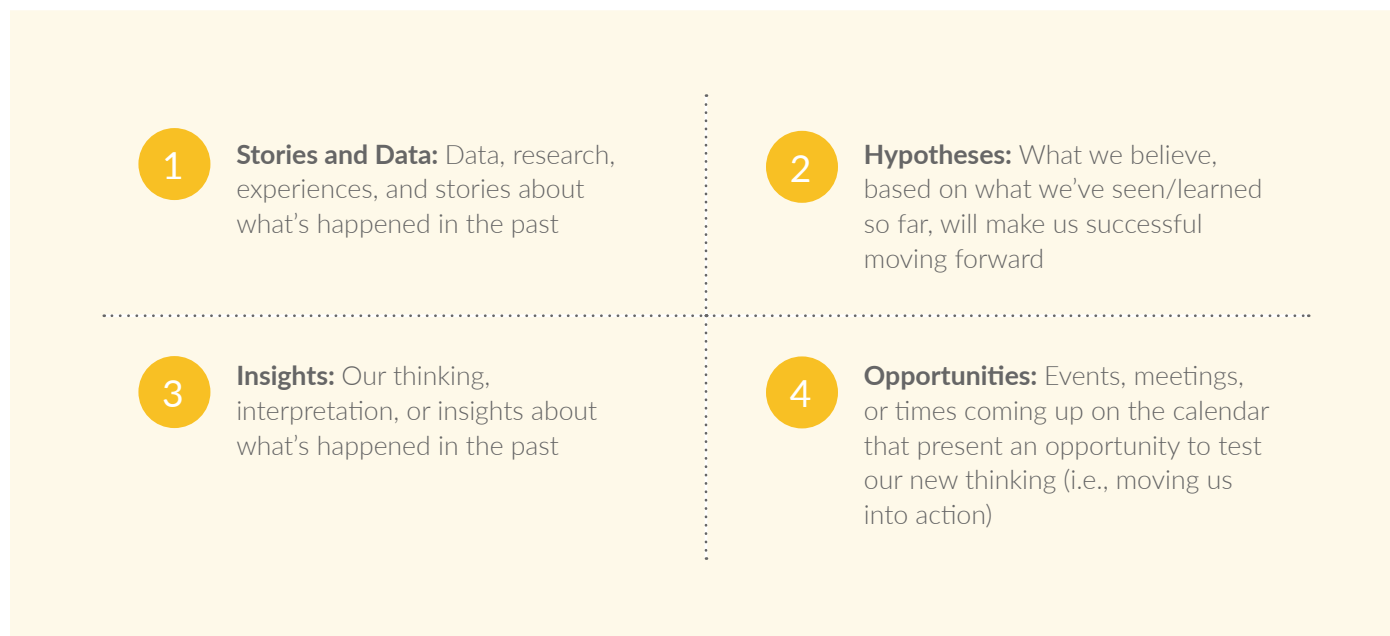 1
Stories and Data: Data, research,
experiences, and stories about
what’s happened in the past
2
Hypotheses: What we believe,
based on what we’ve seen/learned
so far, will make us successful
moving forward
3
Insights: Our thinking,
interpretation, or insights about
what’s happened in the past
4
Opportunities: Events, meetings,
or times coming up on the calendar
that present an opportunity to test
our new thinking (i.e., moving us
into action)